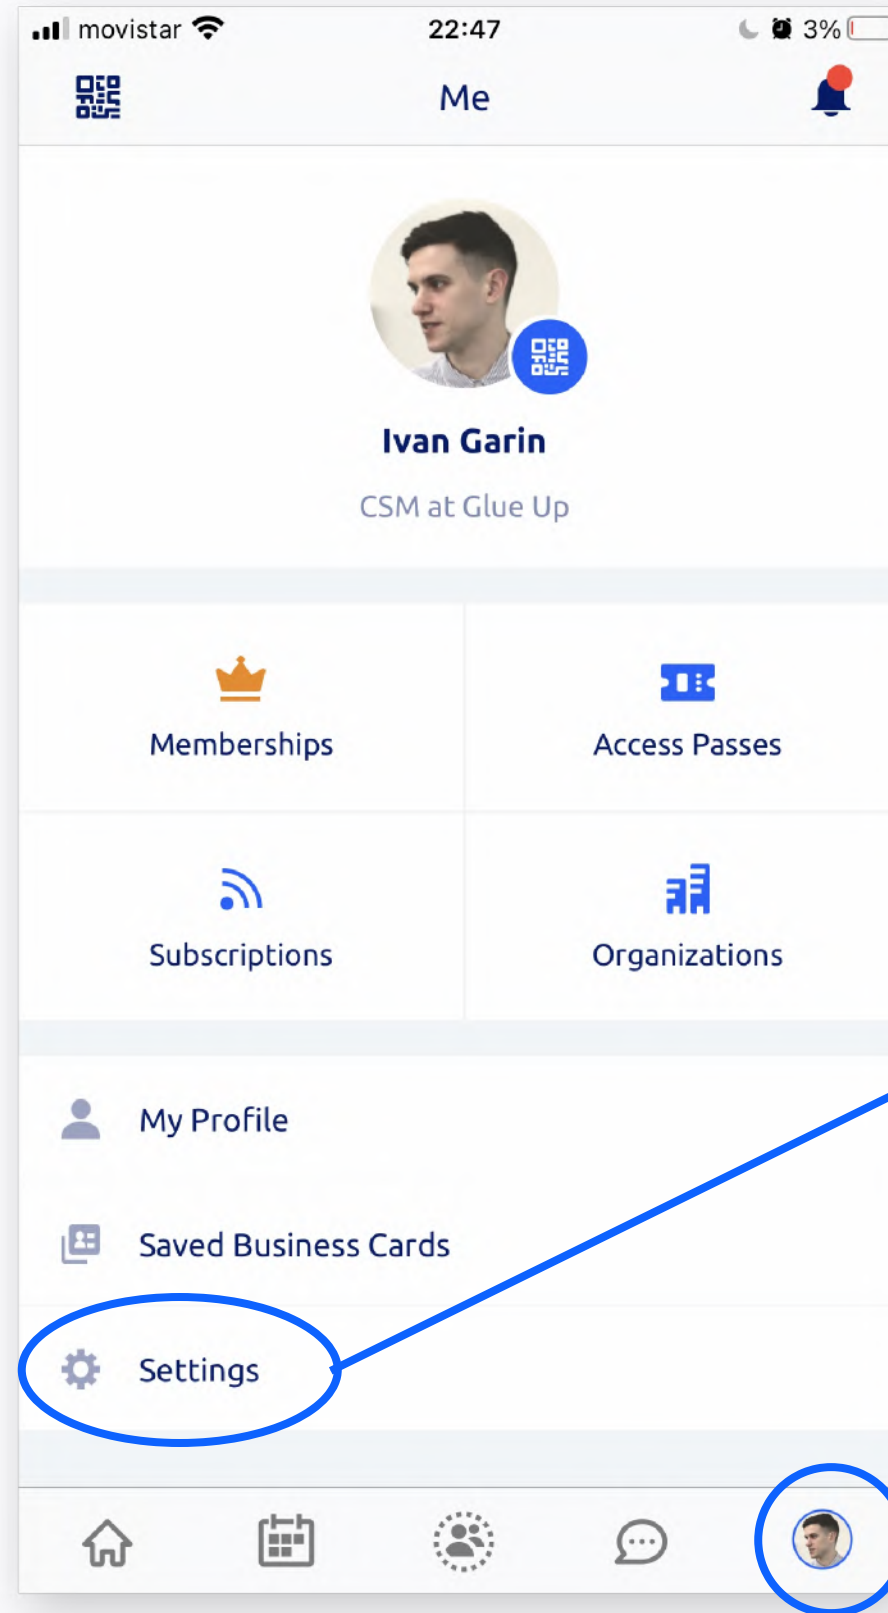 movistar 22:47 3%
Me
Ivan Garin
CSM at Glue Up
Memberships Access Passes
Subscriptions Organizations
My Profile
Saved Business Cards
Settings